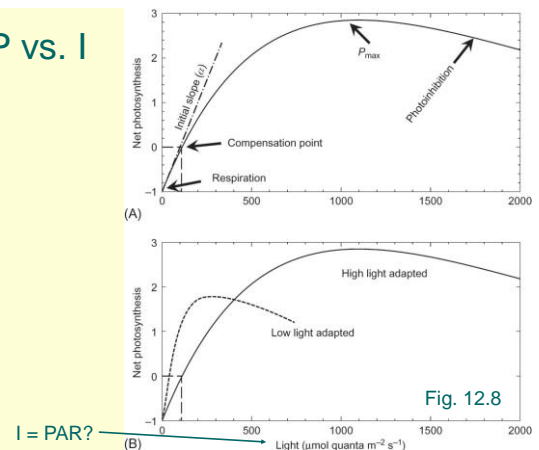 P vs. I
3
2
1
0
−1
Net photosynthesis
Initial slope (α)
Pmax
Photoinhibition
Compensation point
Respiration
0 500 1000 1500 2000
(A)
3
2
1
0
−1
Net photosynthesis
High light adapted
Low light adapted
Fig. 12.8
0 500 1000 1500 2000
I = PAR?
(B)
Light (μmol quanta m−2 s−1)